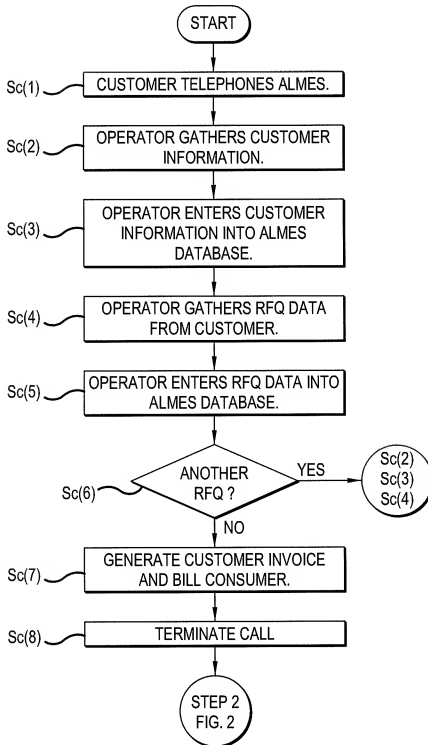 START
Sc(1)
CUSTOMER TELEPHONES ALMES.
Sc(2)
OPERATOR GATHERS CUSTOMER
INFORMATION.
Sc(3)
OPERATOR ENTERS CUSTOMER
INFORMATION INTO ALMES
DATABASE.
Sc(4)
OPERATOR GATHERS RFQ DATA
FROM CUSTOMER.
Sc(5)
OPERATOR ENTERS RFQ DATA INTO
ALMES DATABASE.
Sc(6)
ANOTHER
RFQ ?
YES
Sc(2)
Sc(3)
Sc(4)
NO
Sc(7)
GENERATE CUSTOMER INVOICE
AND BILL CONSUMER.
Sc(8)
TERMINATE CALL
STEP 2
FIG. 2